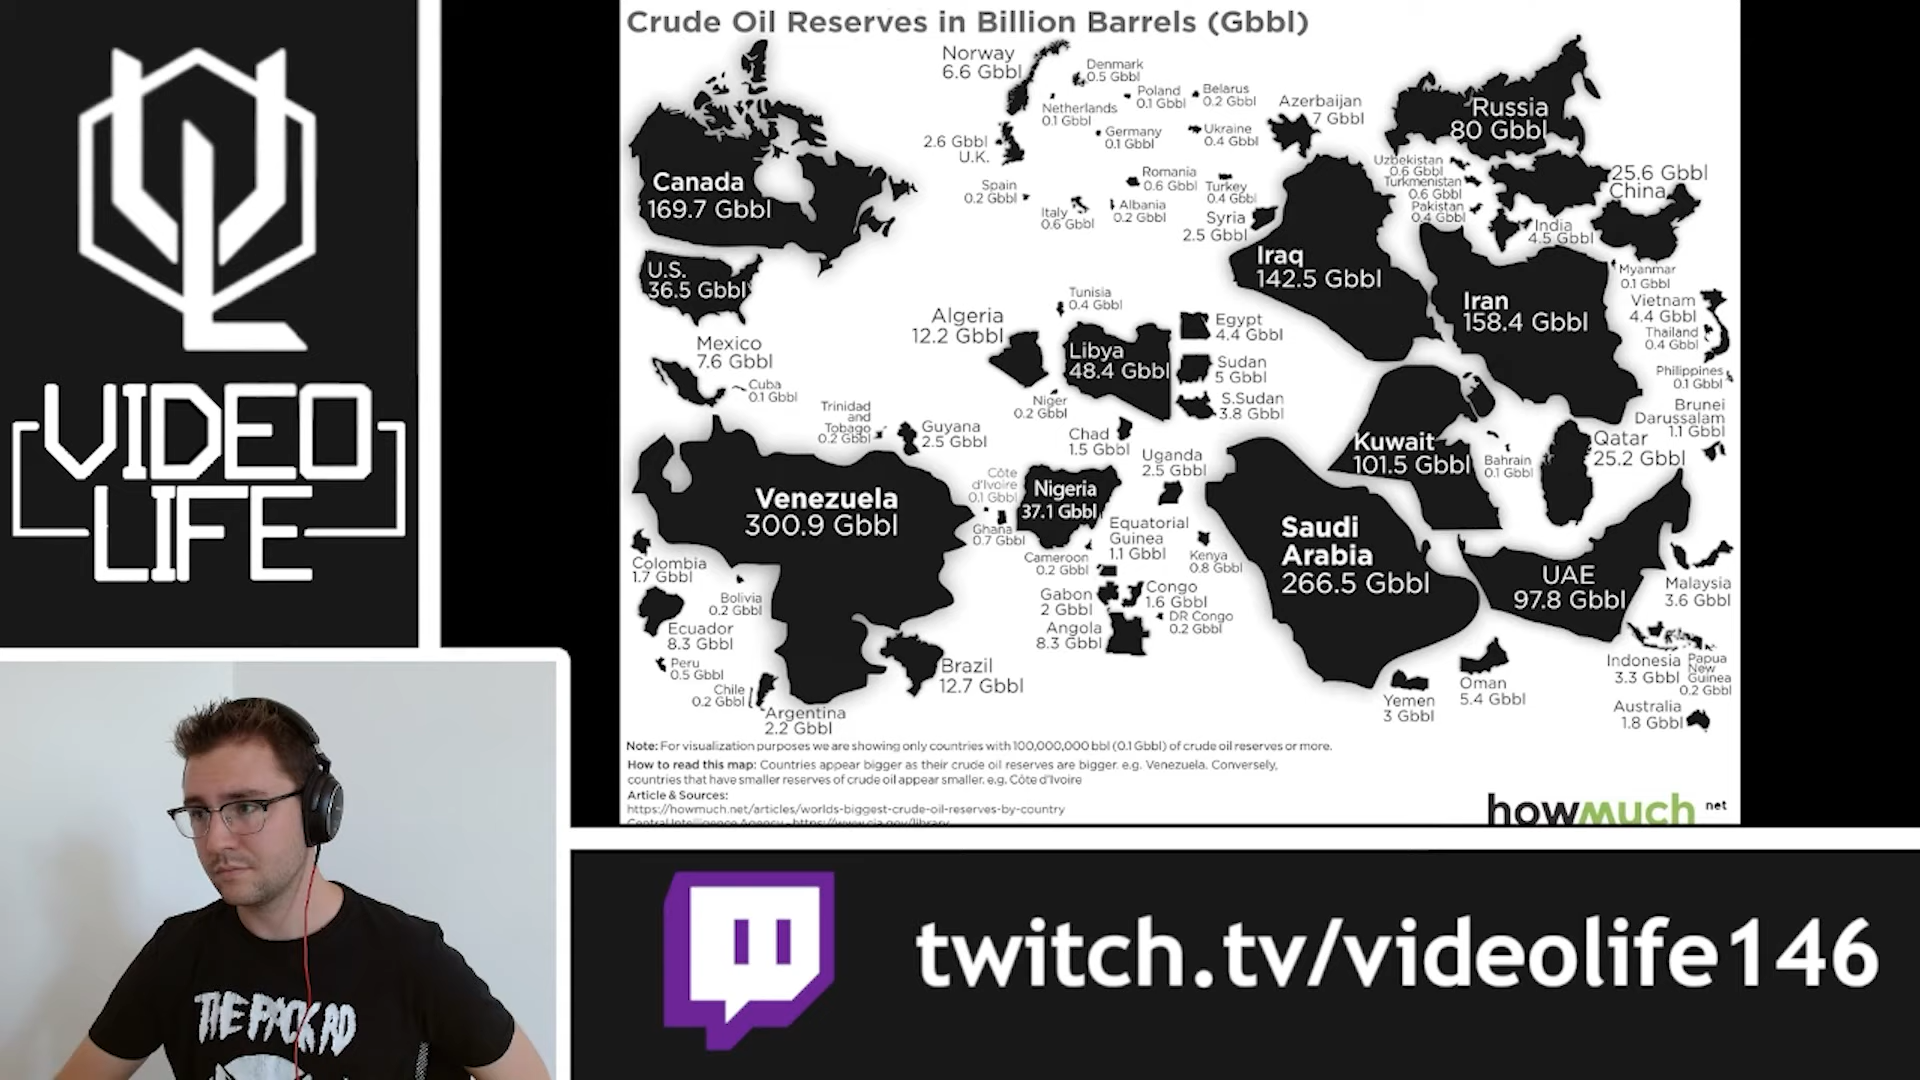 VIDEO
LIFE
Crude Oil Reserves in Billion Barrels (Gbbl)
Norway
6.6 Gbbl
Denmark
0.5 Gbbl
Netherlands
0.1 Gbbl
Poland
0.1 Gbbl
Belarus
0.2 Gbbl
Germany
0.1 Gbbl
Ukraine
0.4 Gbbl
Azerbaijan
7 Gbbl
Russia
80 Gbbl
2.6 Gbbl
U.K.
Spain
0.2 Gbbl
Italy
0.6 Gbbl
Romania
0.6 Gbbl
Albania
0.2 Gbbl
Turkey
0.4 Gbbl
Syria
2.5 Gbbl
Uzbekistan
0.6 Gbbl
Turkmenistan
0.6 Gbbl
Pakistan
0.4 Gbbl
India
4.5 Gbbl
25.6 Gbbl
China
Canada
169.7 Gbbl
U.S.
36.5 Gbbl
Mexico
7.6 Gbbl
Cuba
0.1 Gbbl
Iraq
142.5 Gbbl
Iran
158.4 Gbbl
Myanmar
0.1 Gbbl
Vietnam
4.4 Gbbl
Thailand
0.4 Gbbl
Philippines
0.1 Gbbl
Brunei
Darussalam
1.1 Gbbl
Algeria
12.2 Gbbl
Tunisia
0.4 Gbbl
Libya
48.4 Gbbl
Egypt
4.4 Gbbl
Sudan
5 Gbbl
S.Sudan
3.8 Gbbl
Niger
0.2 Gbbl
Chad
1.5 Gbbl
Trinidad
and
Tobago
0.2 Gbbl
Guyana
2.5 Gbbl
Venezuela
300.9 Gbbl
Côte
d'Ivoire
0.1 Gbbl
Ghana
0.7 Gbbl
Nigeria
37.1 Gbbl
Uganda
2.5 Gbbl
Equatorial
Guinea
1.1 Gbbl
Cameroon
0.2 Gbbl
Kenya
0.8 Gbbl
Gabon
2 Gbbl
Congo
1.6 Gbbl
DR Congo
0.2 Gbbl
Angola
8.3 Gbbl
Kuwait
101.5 Gbbl
Bahrain
0.1 Gbbl
Qatar
25.2 Gbbl
Saudi
Arabia
266.5 Gbbl
UAE
97.8 Gbbl
Malaysia
3.6 Gbbl
Colombia
1.7 Gbbl
Bolivia
0.2 Gbbl
Ecuador
8.3 Gbbl
Peru
0.5 Gbbl
Chile
0.2 Gbbl
Argentina
2.2 Gbbl
Brazil
12.7 Gbbl
Yemen
3 Gbbl
Oman
5.4 Gbbl
Indonesia
3.3 Gbbl
Papua
New
Guinea
0.2 Gbbl
Australia
1.8 Gbbl
Note: For visualization purposes we are showing only countries with 100,000,000 bbl (0.1 Gbbl) of crude oil reserves or more.
How to read this map: Countries appear bigger as their crude oil reserves are bigger. e.g. Venezuela. Conversely,
countries that have smaller reserves of crude oil appear smaller. e.g. Côte d'Ivoire
Article & Sources:
https://howmuch.net/articles/worlds-biggest-crude-oil-reserves-by-country
Central Intelligence Agency - https://www.cia.gov/library
howmuch net
THE PACK AD
twitch.tv/videolife146